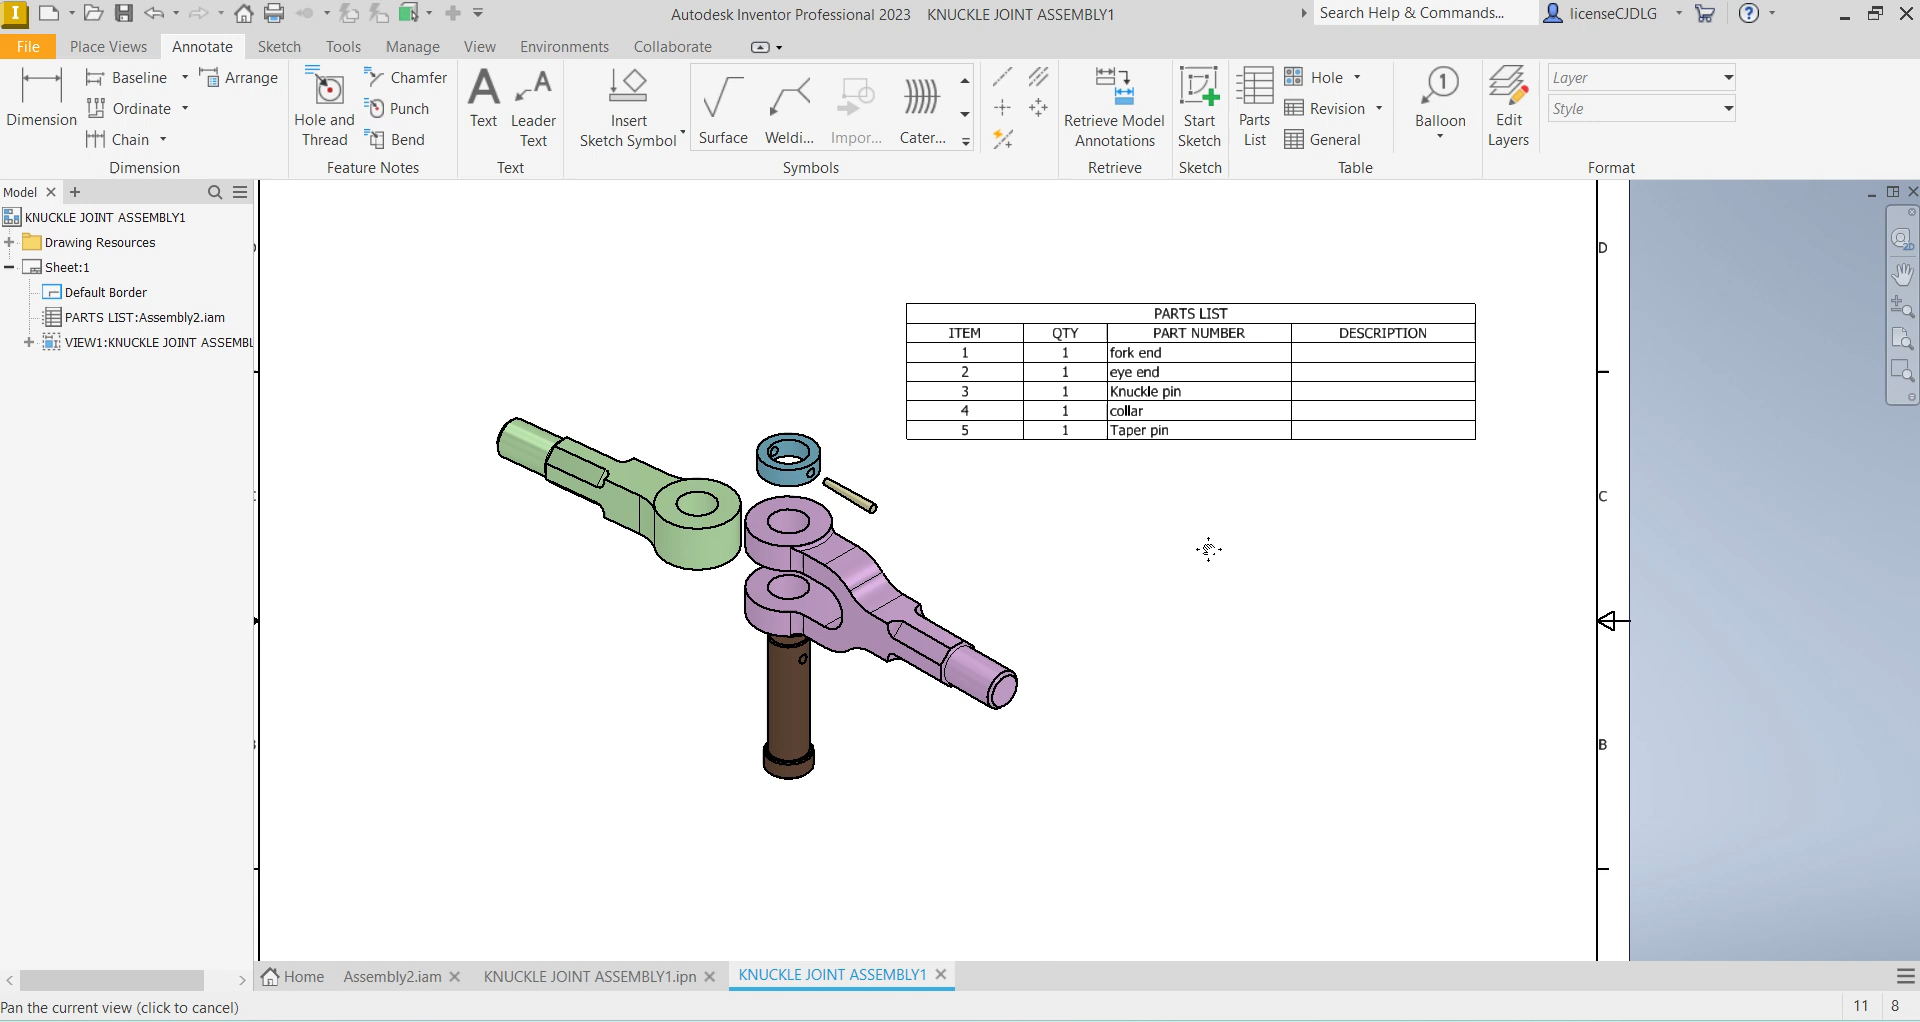 I
Autodesk Inventor Professional 2023 KNUCKLE JOINT ASSEMBLY1
Search Help & Commands...
licenseCJDLG
?
File Place Views Annotate Sketch Tools Manage View Environments Collaborate
Dimension
Baseline
Arrange
Ordinate
Chain
Dimension
Hole and
Thread
Chamfer
Punch
Bend
Feature Notes
A
Text
A
Leader
Text
Text
Insert
Sketch Symbol
Surface Weldi... Impor... Cater...
Symbols
Retrieve Model
Annotations
Retrieve
Start
Sketch
Sketch
Parts
List
Hole
Revision
General
Table
1
Balloon
Edit
Layers
Layer
Style
Format
Model
KNUCKLE JOINT ASSEMBLY1
Drawing Resources
Sheet:1
Default Border
PARTS LIST:Assembly2.iam
VIEW1:KNUCKLE JOINT ASSEMBL
D
C
B
2D
PARTS LIST
ITEM QTY PART NUMBER DESCRIPTION
1 1 fork end
2 1 eye end
3 1 Knuckle pin
4 1 collar
5 1 Taper pin
Home Assembly2.iam KNUCKLE JOINT ASSEMBLY1.ipn KNUCKLE JOINT ASSEMBLY1
Pan the current view (click to cancel)
11 8